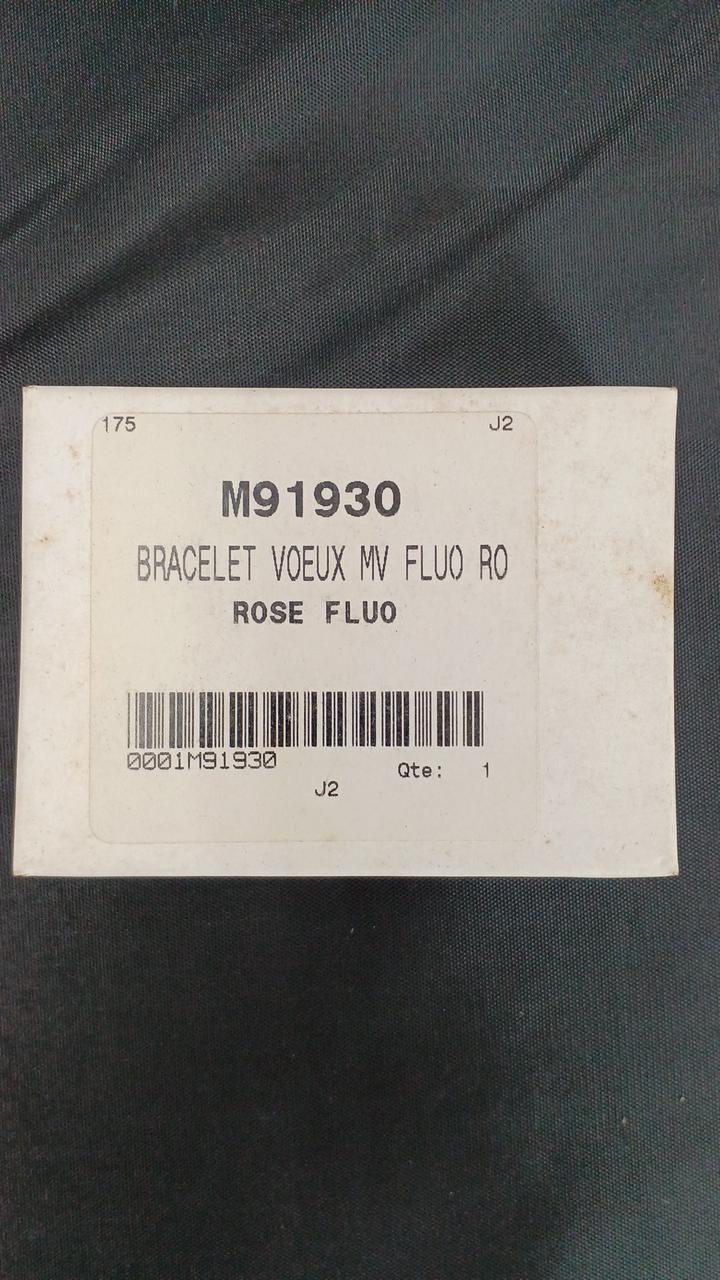 175 J2
M91930
BRACELET VOEUX MV FLUO RO
ROSE FLUO
0001M91930
Qte: 1
J2